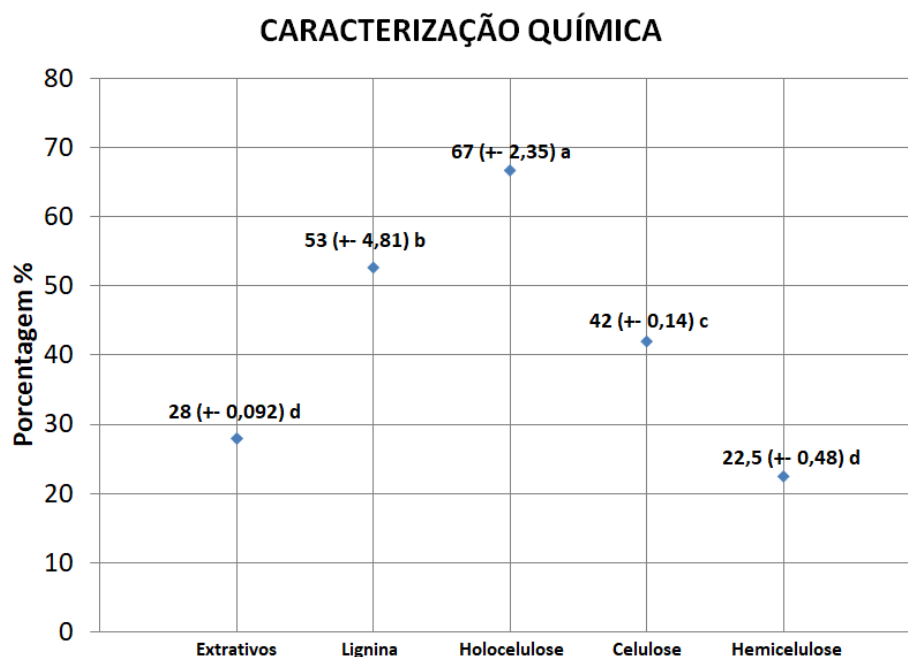 CARACTERIZAÇÃO QUÍMICA
Porcentagem %
80
70
60
50
40
30
20
10
0
67 (+- 2,35) a
53 (+- 4,81) b
42 (+- 0,14) c
28 (+- 0,092) d
22,5 (+- 0,48) d
Extrativos Lignina Holocelulose Celulose Hemicelulose